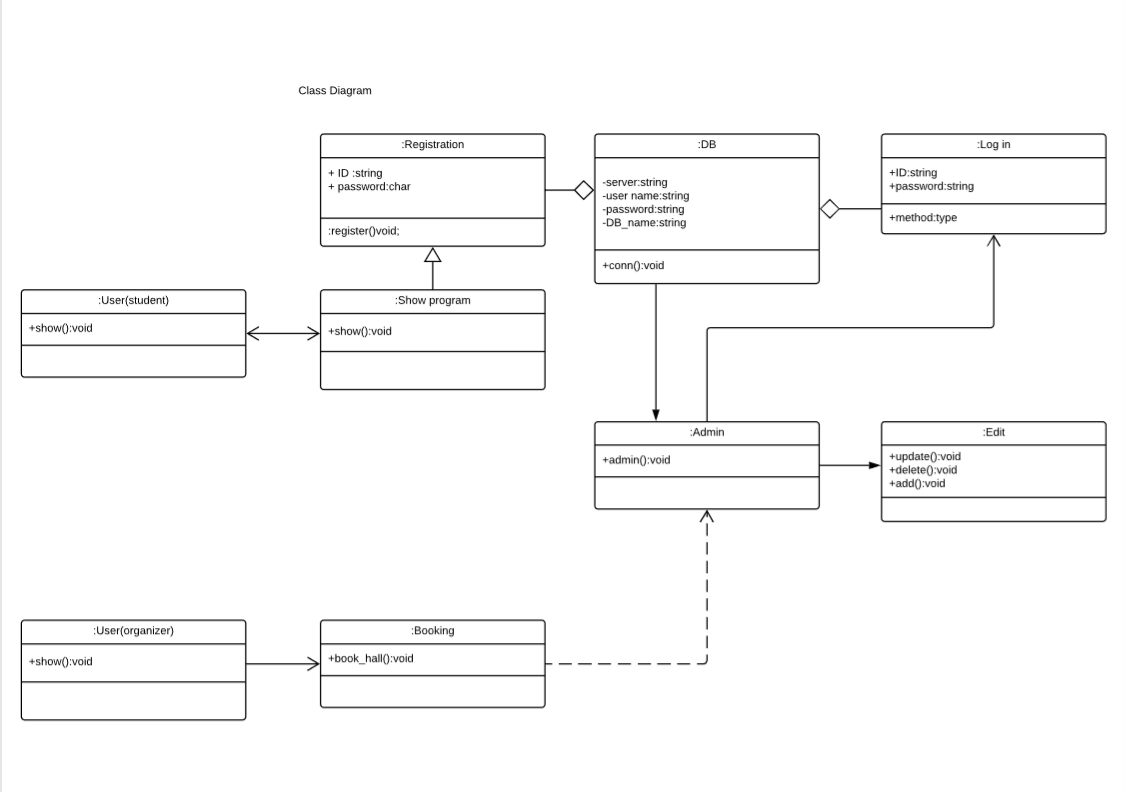 Class Diagram
:Registration
+ ID :string
+ password:char
:register()void;
:DB
-server:string
-user name:string
-password:string
-DB_name:string
+conn():void
:Log in
+ID:string
+password:string
+method:type
:User(student)
+show():void
:Show program
+show():void
:Admin
+admin():void
:Edit
+update():void
+delete():void
+add():void
:User(organizer)
+show():void
:Booking
+book_hall():void